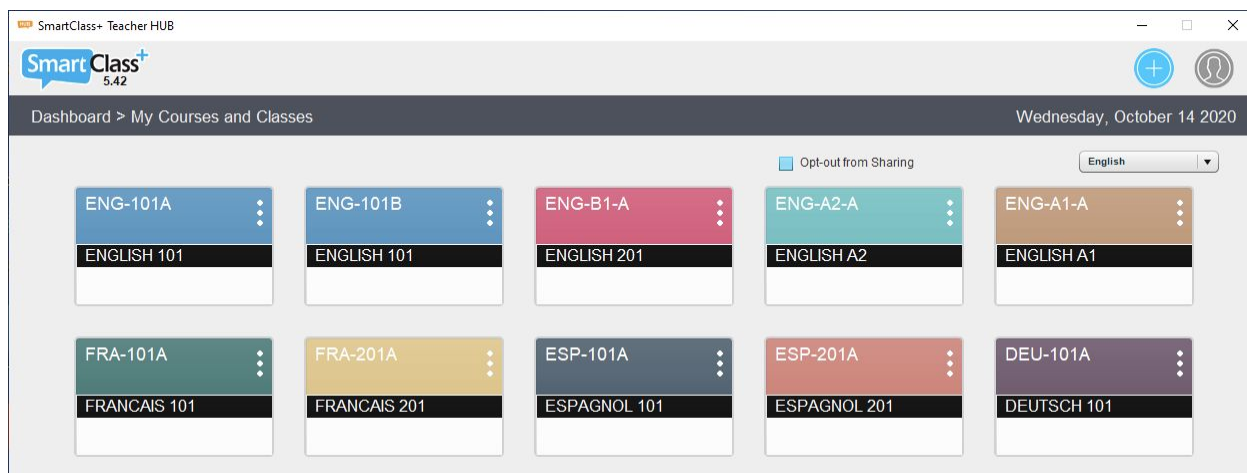 HUB SmartClass+ Teacher HUB
SmartClass+
5.42
Dashboard > My Courses and Classes Wednesday, October 14 2020
Opt-out from Sharing English
ENG-101A ENG-101B ENG-B1-A ENG-A2-A ENG-A1-A
ENGLISH 101 ENGLISH 101 ENGLISH 201 ENGLISH A2 ENGLISH A1
FRA-101A FRA-201A ESP-101A ESP-201A DEU-101A
FRANCAIS 101 FRANCAIS 201 ESPAGNOL 101 ESPAGNOL 201 DEUTSCH 101